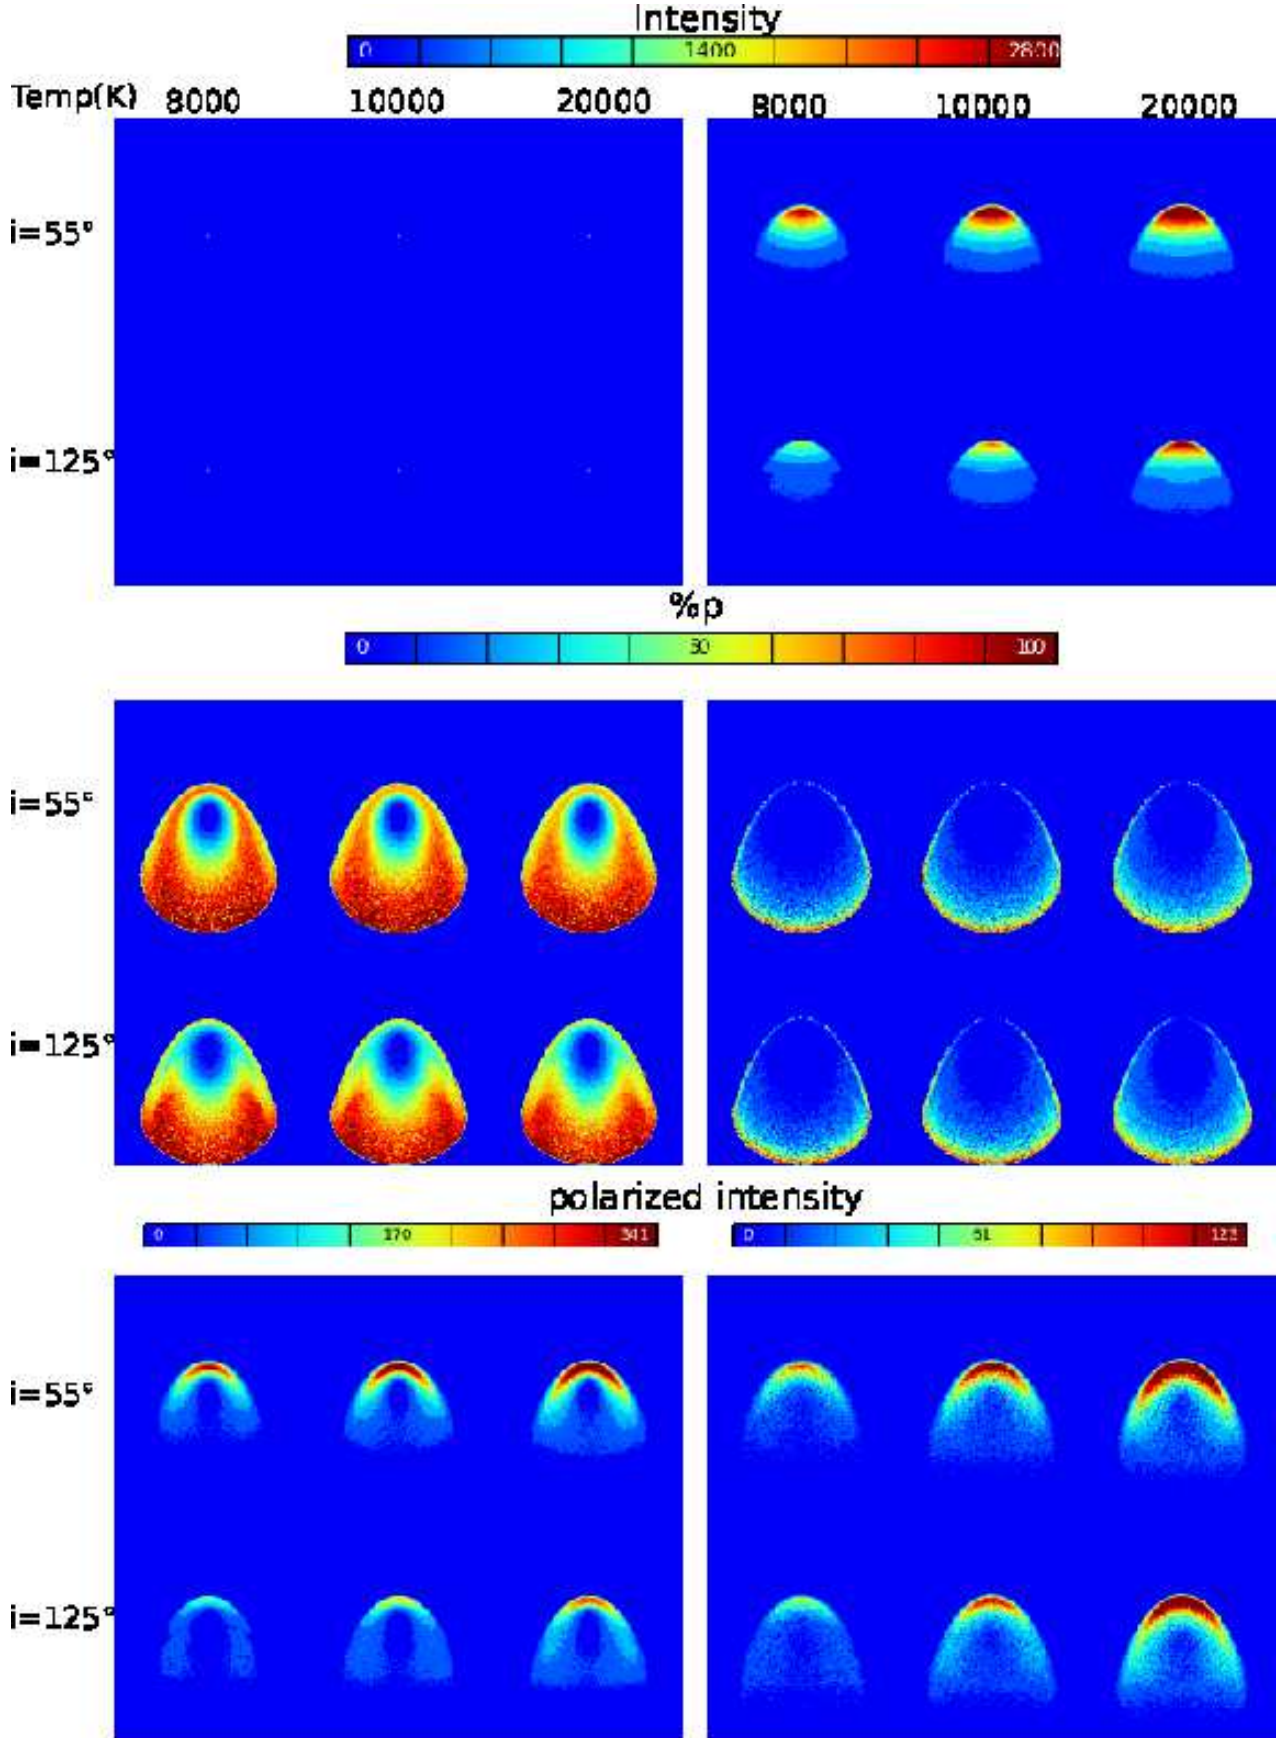 Intensity
0 1400 2800
Temp(K) 8000 10000 20000 8000 10000 20000
i=55°
i=125°
%p
0 50 100
i=55°
i=125°
polarized intensity
0 170 341 0 61 123
i=55°
i=125°